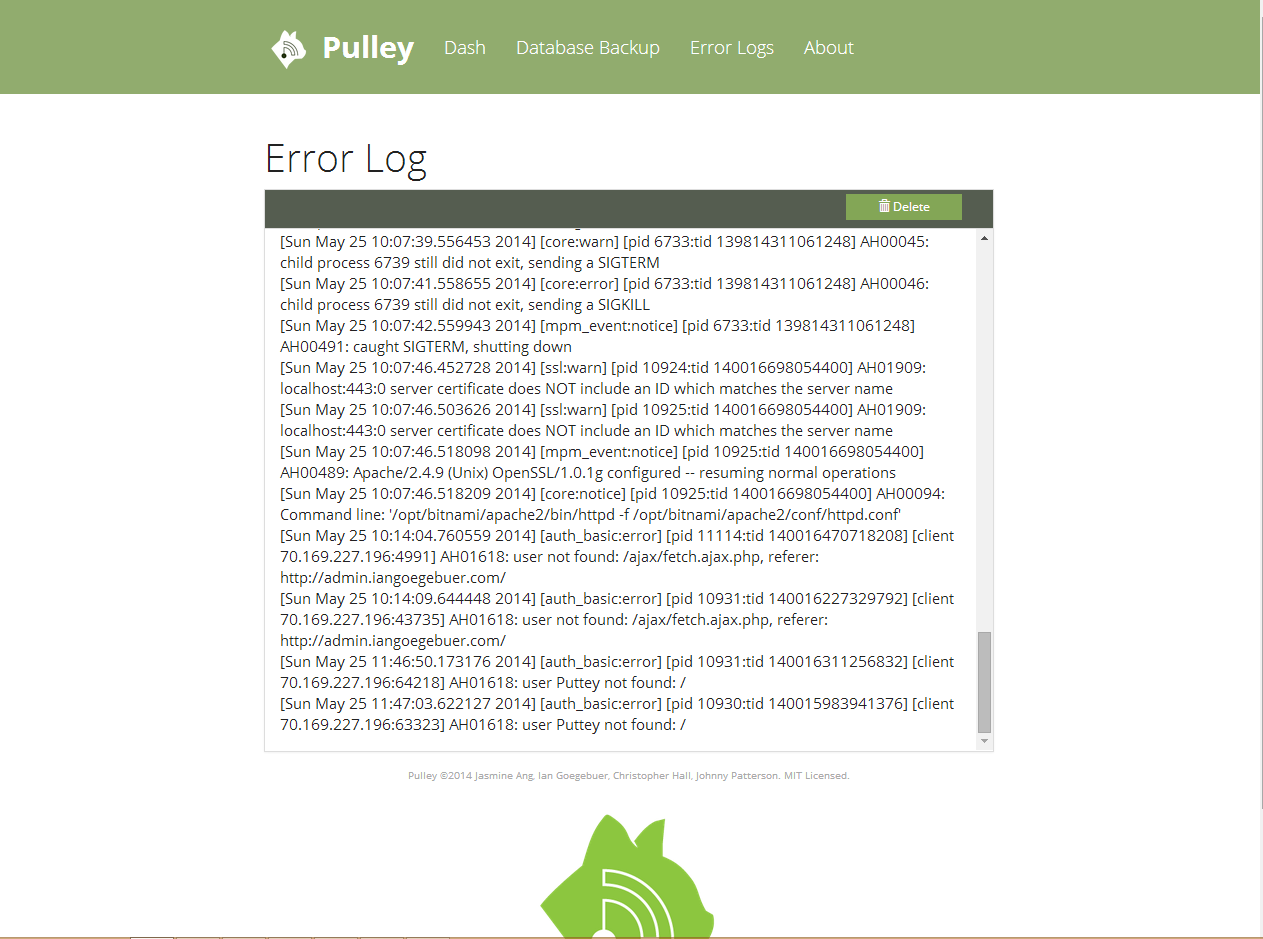 Pulley Dash Database Backup Error Logs About
Error Log
Delete
[Sun May 25 10:07:39.556453 2014] [core:warn] [pid 6733:tid 139814311061248] AH00045:
child process 6739 still did not exit, sending a SIGTERM
[Sun May 25 10:07:41.558655 2014] [core:error] [pid 6733:tid 139814311061248] AH00046:
child process 6739 still did not exit, sending a SIGKILL
[Sun May 25 10:07:42.559943 2014] [mpm_event:notice] [pid 6733:tid 139814311061248]
AH00491: caught SIGTERM, shutting down
[Sun May 25 10:07:46.452728 2014] [ssl:warn] [pid 10924:tid 140016698054400] AH01909:
localhost:443:0 server certificate does NOT include an ID which matches the server name
[Sun May 25 10:07:46.503626 2014] [ssl:warn] [pid 10925:tid 140016698054400] AH01909:
localhost:443:0 server certificate does NOT include an ID which matches the server name
[Sun May 25 10:07:46.518098 2014] [mpm_event:notice] [pid 10925:tid 140016698054400]
AH00489: Apache/2.4.9 (Unix) OpenSSL/1.0.1g configured -- resuming normal operations
[Sun May 25 10:07:46.518209 2014] [core:notice] [pid 10925:tid 140016698054400] AH00094:
Command line: '/opt/bitnami/apache2/bin/httpd -f /opt/bitnami/apache2/conf/httpd.conf'
[Sun May 25 10:14:04.760559 2014] [auth_basic:error] [pid 11114:tid 140016470718208] [client
70.169.227.196:4991] AH01618: user not found: /ajax/fetch.ajax.php, referer:
http://admin.iangoegebuer.com/
[Sun May 25 10:14:09.644448 2014] [auth_basic:error] [pid 10931:tid 140016227329792] [client
70.169.227.196:43735] AH01618: user not found: /ajax/fetch.ajax.php, referer:
http://admin.iangoegebuer.com/
[Sun May 25 11:46:50.173176 2014] [auth_basic:error] [pid 10931:tid 140016311256832] [client
70.169.227.196:64218] AH01618: user Puttey not found: /
[Sun May 25 11:47:03.622127 2014] [auth_basic:error] [pid 10930:tid 140015983941376] [client
70.169.227.196:63323] AH01618: user Puttey not found: /
Pulley ©2014 Jasmine Ang, Ian Goegebuer, Christopher Hall, Johnny Patterson. MIT Licensed.